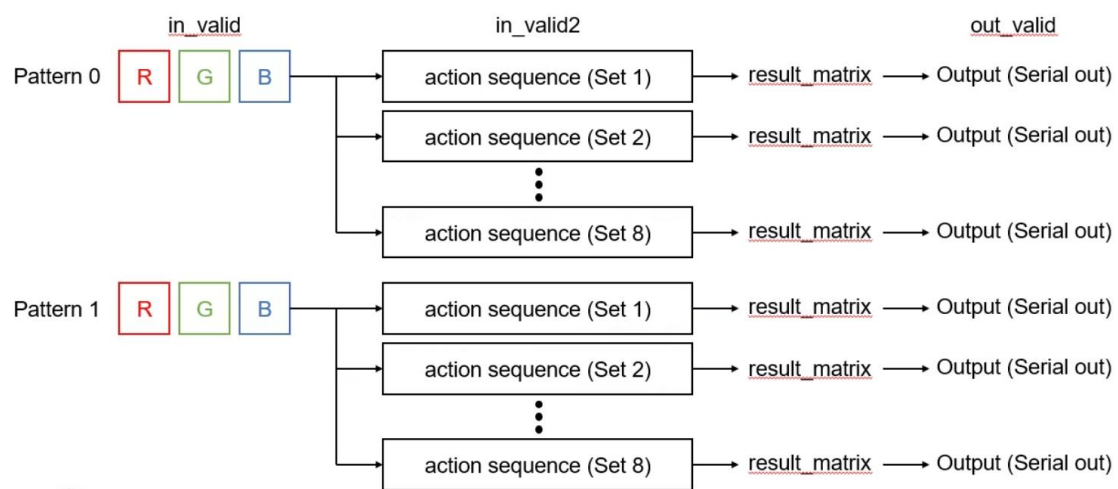 in_valid in_valid2 out_valid
Pattern 0 R G B action sequence (Set 1) result_matrix Output (Serial out)
action sequence (Set 2) result_matrix Output (Serial out)
action sequence (Set 8) result_matrix Output (Serial out)
Pattern 1 R G B action sequence (Set 1) result_matrix Output (Serial out)
action sequence (Set 2) result_matrix Output (Serial out)
action sequence (Set 8) result_matrix Output (Serial out)